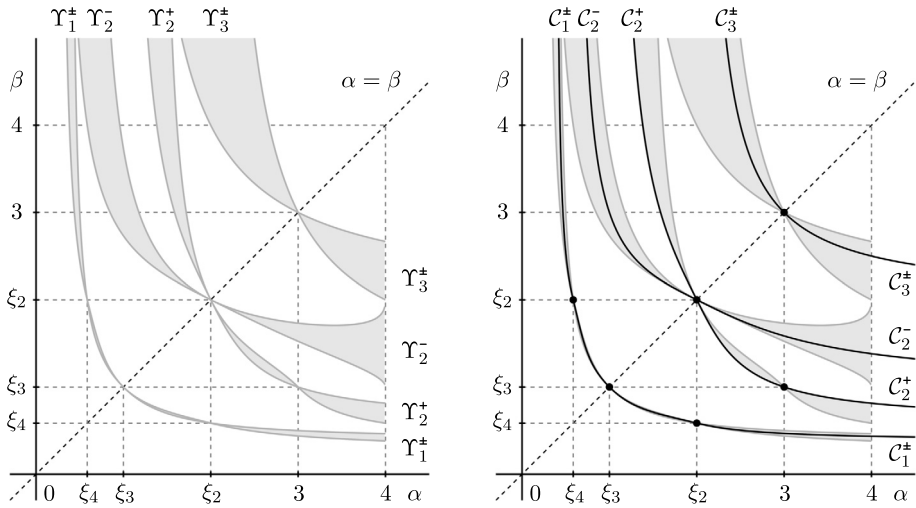 ϒ₁± ϒ₂⁻ ϒ₂⁺ ϒ₃±
β
α = β
4
3
ξ₂
ξ₃
ξ₄
ϒ₃±
ϒ₂⁻
ϒ₂⁺
ϒ₁±
0 ξ₄ ξ₃ ξ₂ 3 4 α
𝒞₁± 𝒞₂⁻ 𝒞₂⁺ 𝒞₃±
β
α = β
4
3
ξ₂
ξ₃
ξ₄
𝒞₃±
𝒞₂⁻
𝒞₂⁺
𝒞₁±
0 ξ₄ ξ₃ ξ₂ 3 4 α